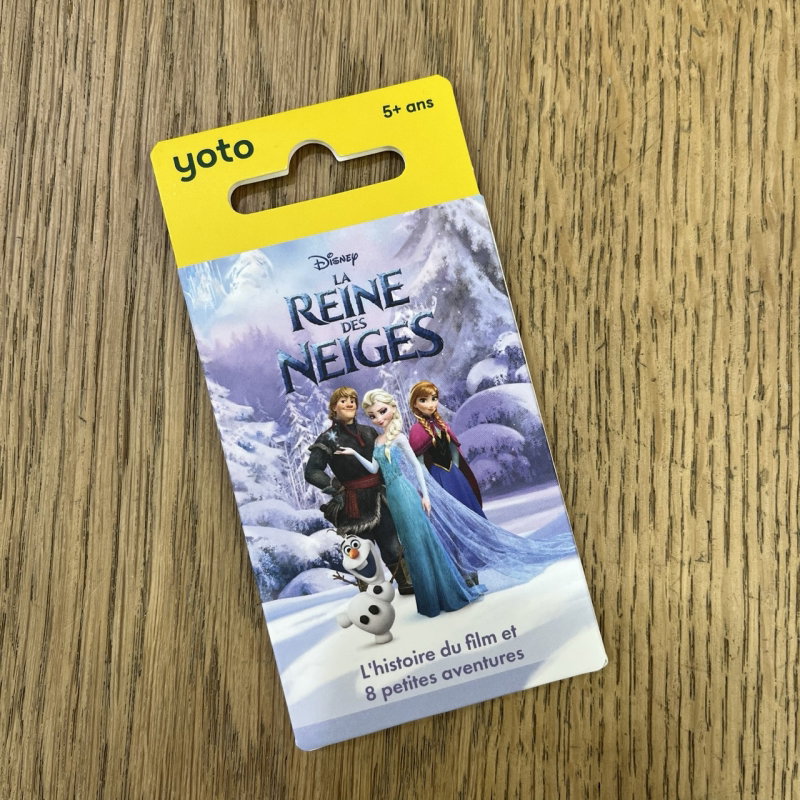 yoto
5+ ans
Disney
LA
REINE
DES
NEIGES
L'histoire du film et
8 petites aventures